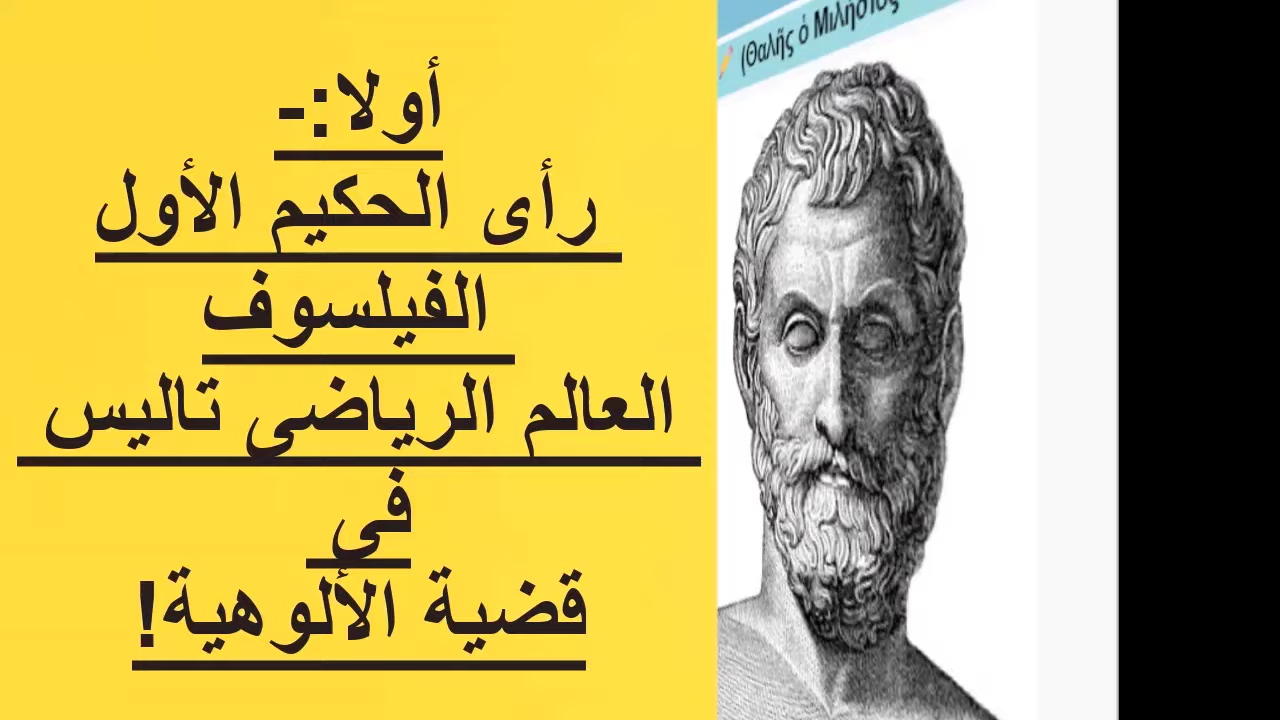 أولا:-
رأى الحكيم الأول
الفيلسوف
العالم الرياضى تاليس
فى
قضية الألوهية!
(Θαλῆς ὁ Μιλήσιος